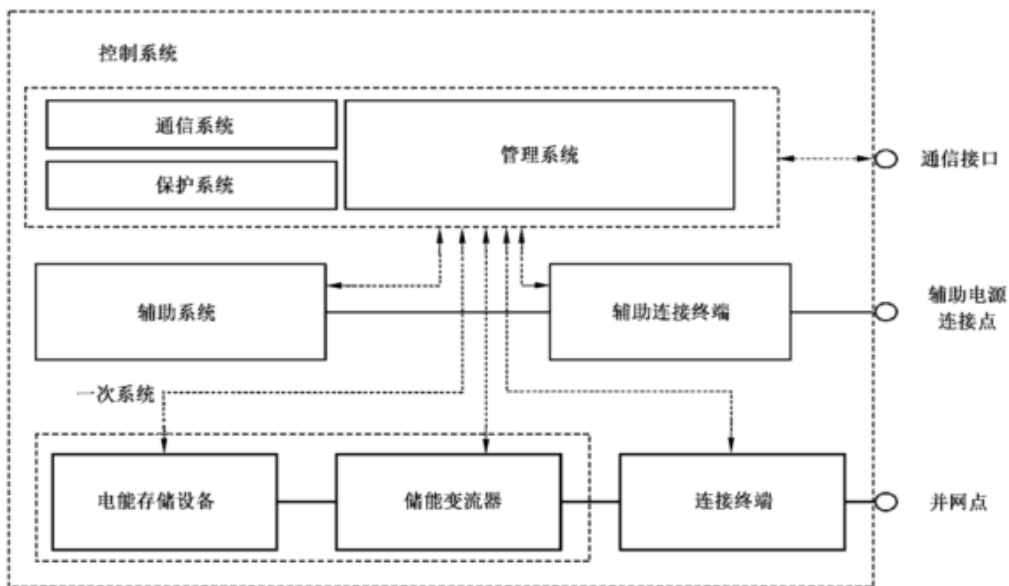 控制系统
通信系统
管理系统
保护系统
通信接口
辅助系统
辅助连接终端
辅助电源
连接点
一次系统
电能存储设备
储能变流器
连接终端
并网点